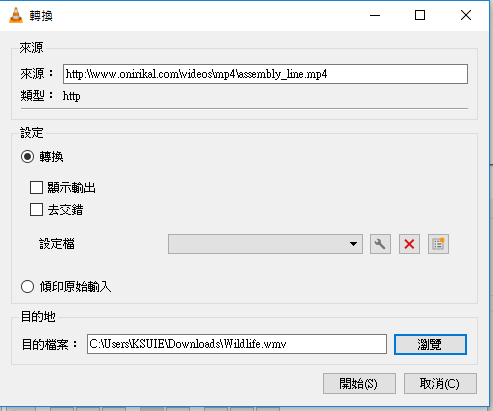 轉換
來源
來源： http:\\www.onirikal.com\videos\mp4\assembly_line.mp4
類型： http
設定
轉換
顯示輸出
去交錯
設定檔
傾印原始輸入
目的地
目的檔案： C:\Users\KSUIE\Downloads\Wildlife.wmv 瀏覽
開始(S) 取消(C)